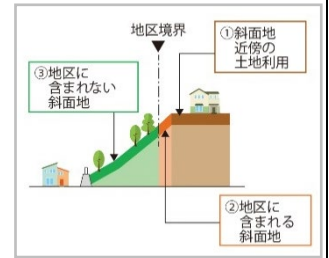 地区境界
①斜面地
近傍の
土地利用
③地区に
含まれない
斜面地
②地区に
含まれる
斜面地